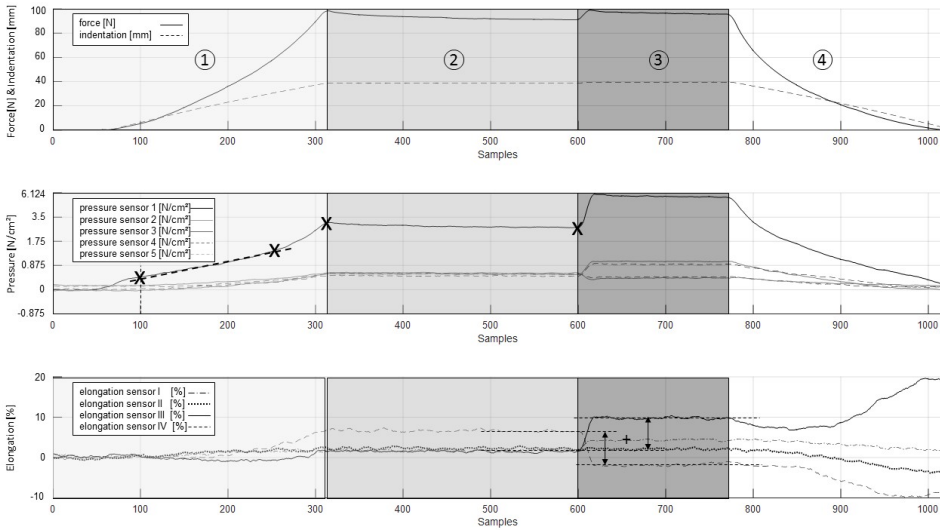 Force[N] & Indentation [mm]
100
80
60
40
20
0
force [N]
indentation [mm]
1
2
3
4
0 100 200 300 400 500 600 700 800 900 1000
Samples
Pressure [N/cm²]
6.124
3.5
1.75
0.875
0
-0.875
pressure sensor 1 [N/cm²]
pressure sensor 2 [N/cm²]
pressure sensor 3 [N/cm²]
pressure sensor 4 [N/cm²]
pressure sensor 5 [N/cm²]
X X X X
0 100 200 300 400 500 600 700 800 900 1000
Samples
Elongation [%]
20
10
0
-10
elongation sensor I [%]
elongation sensor II [%]
elongation sensor III [%]
elongation sensor IV [%]
+
0 100 200 300 400 500 600 700 800 900 1000
Samples